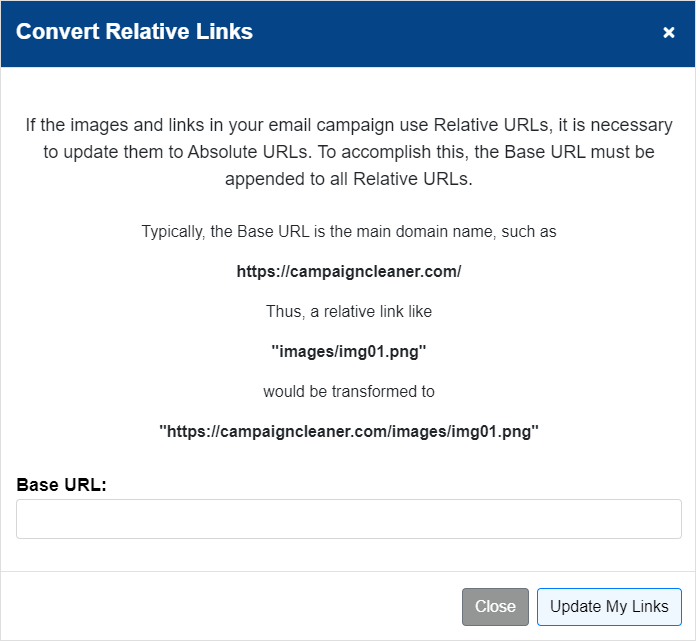 Convert Relative Links
×
If the images and links in your email campaign use Relative URLs, it is necessary
to update them to Absolute URLs. To accomplish this, the Base URL must be
appended to all Relative URLs.
Typically, the Base URL is the main domain name, such as
https://campaigncleaner.com/
Thus, a relative link like
"images/img01.png"
would be transformed to
"https://campaigncleaner.com/images/img01.png"
Base URL:
Close
Update My Links